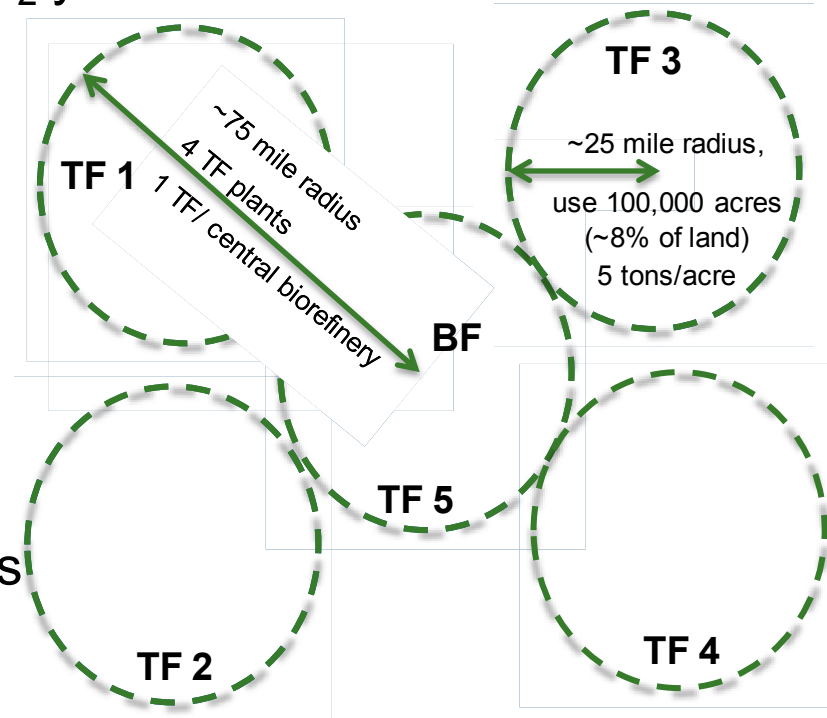 TF 1
~75 mile radius
4 TF plants
1 TF/ central biorefinery
TF 3
~25 mile radius,
use 100,000 acres
(~8% of land)
5 tons/acre
BF
TF 5
s
TF 2
TF 4